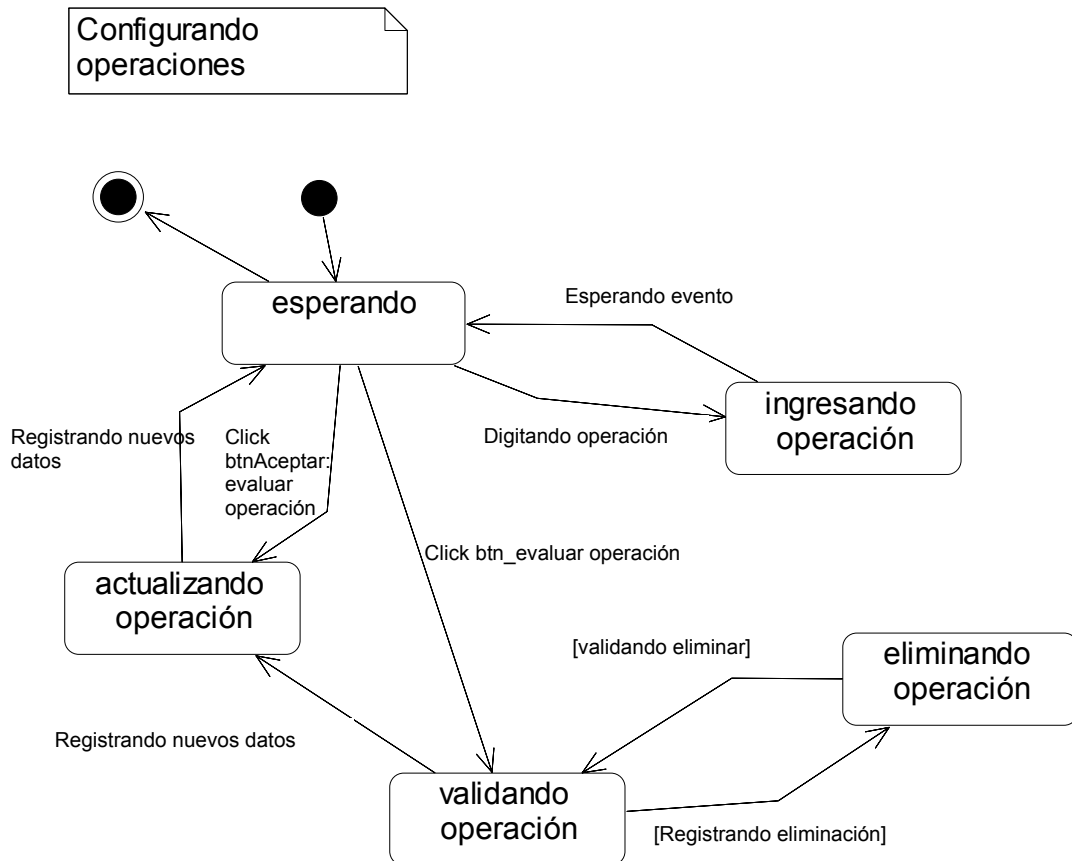 Configurando
operaciones
esperando
Esperando evento
ingresando
operación
Digitando operación
Registrando nuevos
datos
Click
btnAceptar:
evaluar
operación
Click btn_evaluar operación
actualizando
operación
[validando eliminar]
eliminando
operación
Registrando nuevos datos
validando
operación
[Registrando eliminación]